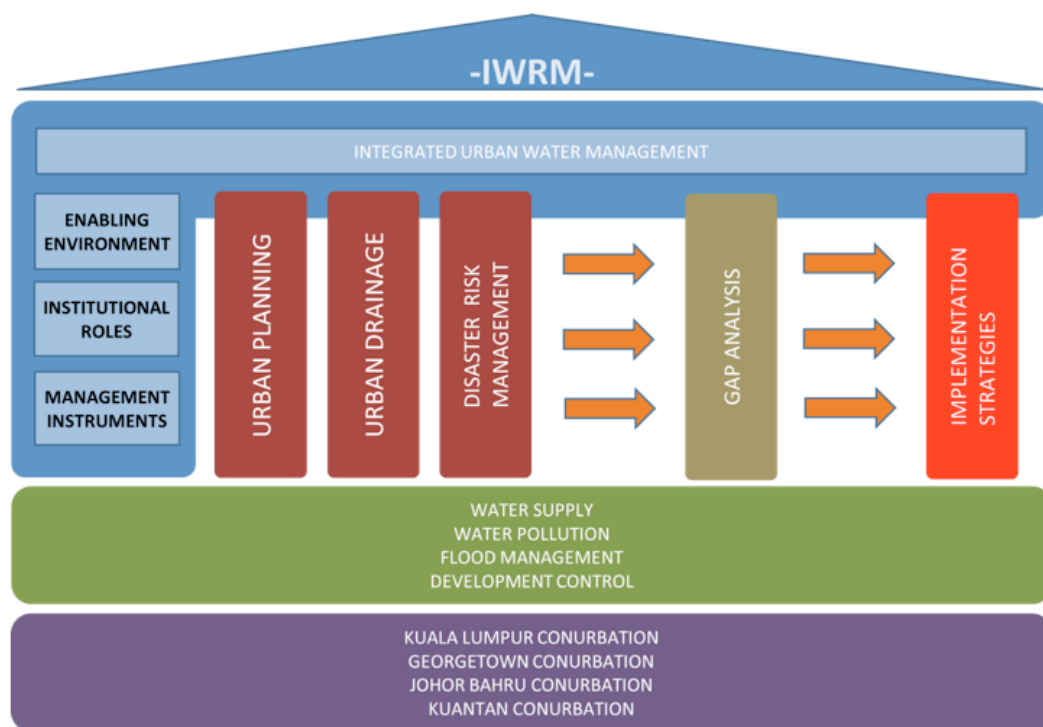 -IWRM-
INTEGRATED URBAN WATER MANAGEMENT
ENABLING
ENVIRONMENT
INSTITUTIONAL
ROLES
MANAGEMENT
INSTRUMENTS
URBAN PLANNING
URBAN DRAINAGE
DISASTER RISK
MANAGEMENT
GAP ANALYSIS
IMPLEMENTATION
STRATEGIES
WATER SUPPLY
WATER POLLUTION
FLOOD MANAGEMENT
DEVELOPMENT CONTROL
KUALA LUMPUR CONURBATION
GEORGETOWN CONURBATION
JOHOR BAHRU CONURBATION
KUANTAN CONURBATION